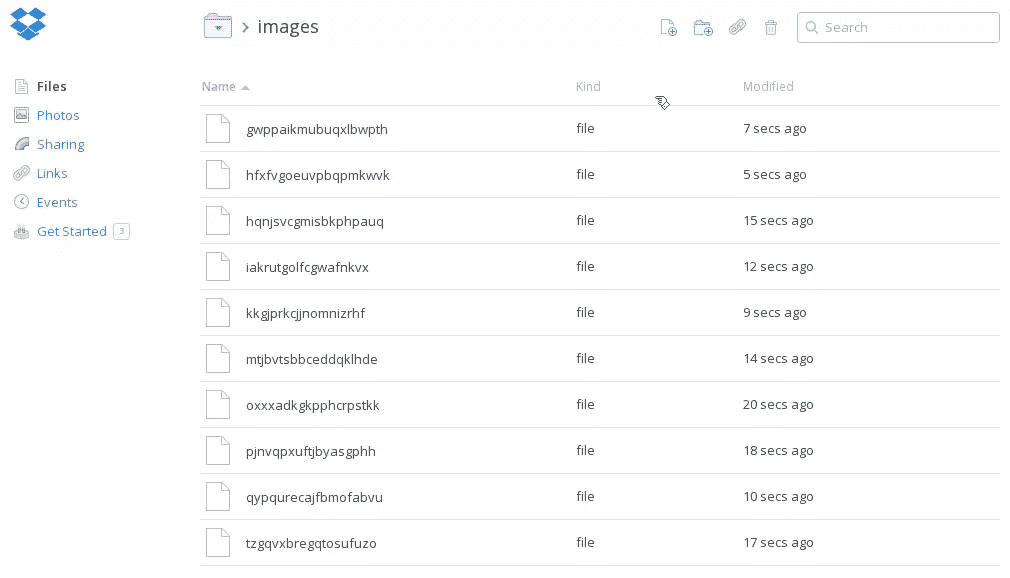 images
Search
Files
Photos
Sharing
Links
Events
Get Started 3
Name Kind Modified
gwppaikmubuqxlbwpth file 7 secs ago
hfxfvgoeuvpbqpmkwvk file 5 secs ago
hqnjsvcgmisbkphpauq file 15 secs ago
iakrutgolfcgwafnkvx file 12 secs ago
kkgjprkcjjnomnizrhf file 9 secs ago
mtjbvtsbbceddqklhde file 14 secs ago
oxxxadkgkpphcrpstkk file 20 secs ago
pjnvqpxuftjbyasgphh file 18 secs ago
qypqurecajfbmofabvu file 10 secs ago
tzgqvxbregqtosufuzo file 17 secs ago